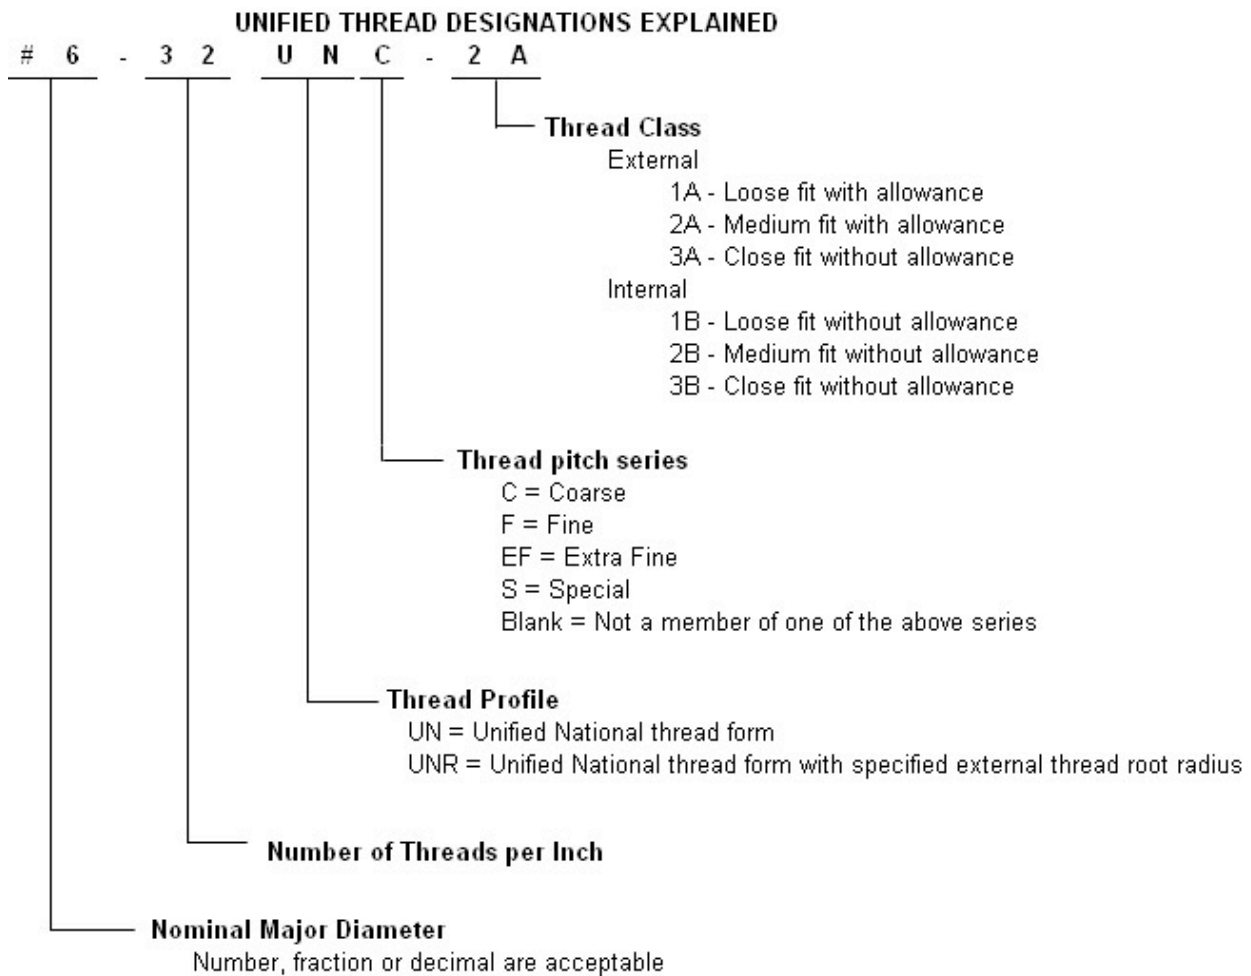 UNIFIED THREAD DESIGNATIONS EXPLAINED
# 6 - 3 2 U N C - 2 A
Thread Class
External
1A - Loose fit with allowance
2A - Medium fit with allowance
3A - Close fit without allowance
Internal
1B - Loose fit without allowance
2B - Medium fit without allowance
3B - Close fit without allowance
Thread pitch series
C = Coarse
F = Fine
EF = Extra Fine
S = Special
Blank = Not a member of one of the above series
Thread Profile
UN = Unified National thread form
UNR = Unified National thread form with specified external thread root radius
Number of Threads per Inch
Nominal Major Diameter
Number, fraction or decimal are acceptable